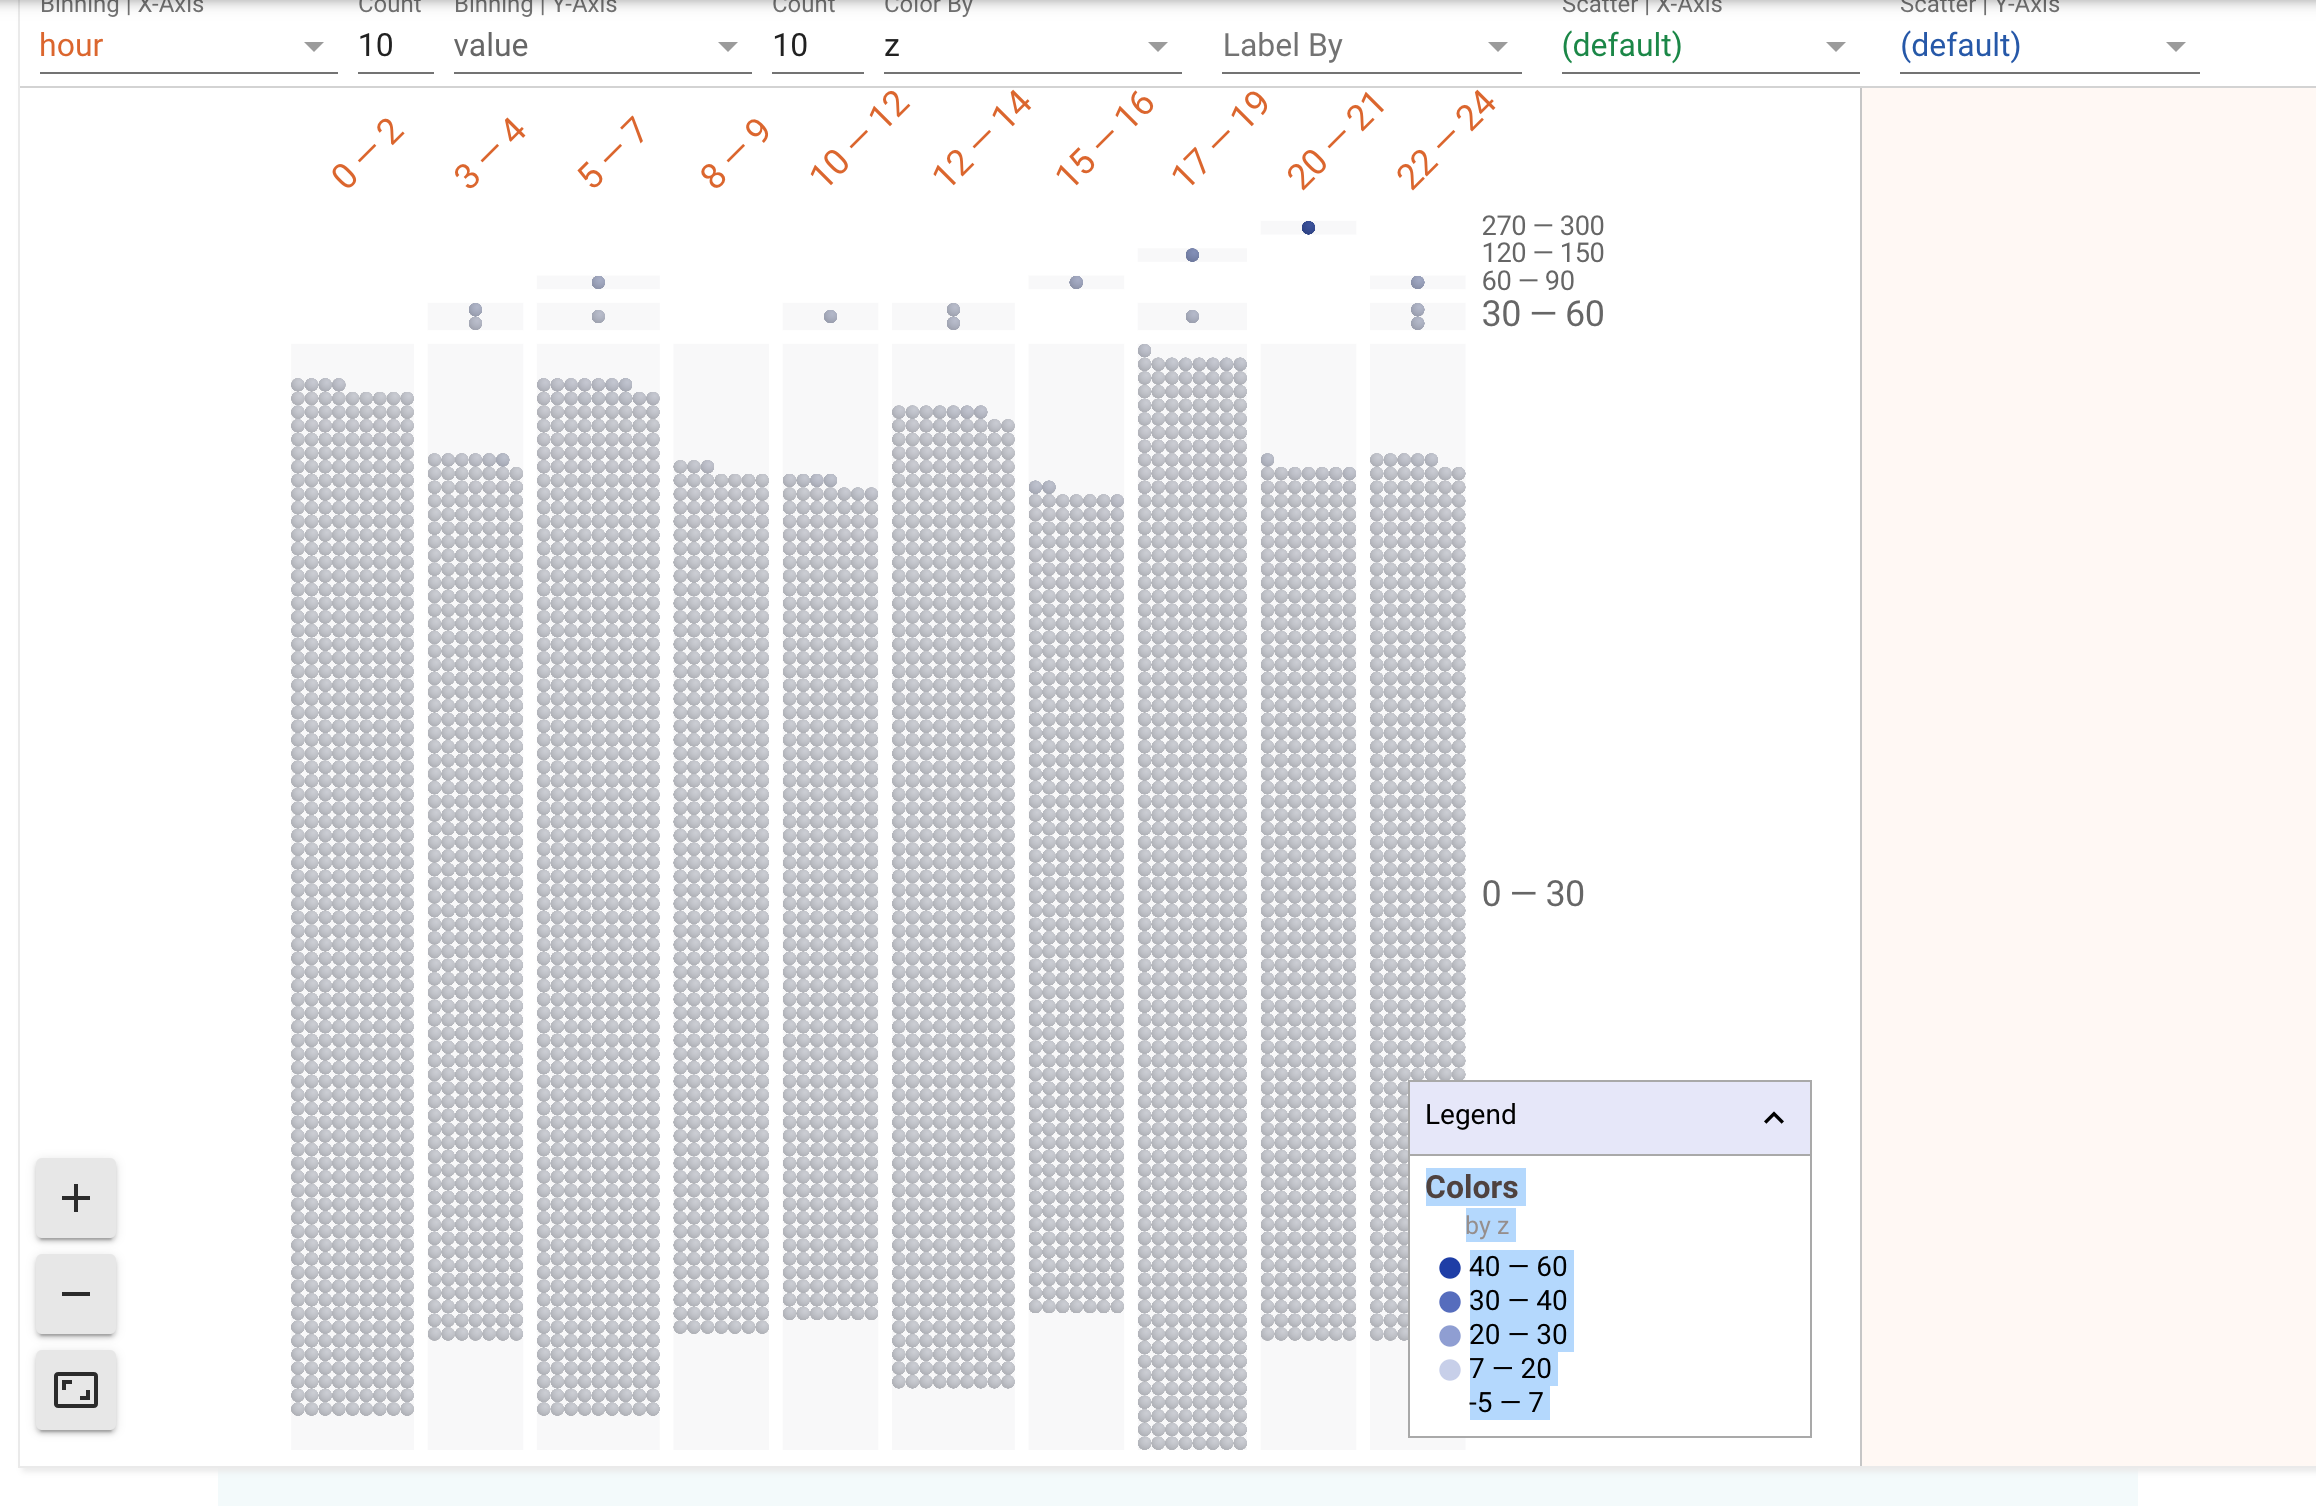 Binning | X-Axis
Count
Binning | Y-Axis
Count
Color By
Scatter | X-Axis
Scatter | Y-Axis
hour
10
value
10
z
Label By
(default)
(default)
0 — 2
3 — 4
5 — 7
8 — 9
10 — 12
12 — 14
15 — 16
17 — 19
20 — 21
22 — 24
270 — 300
120 — 150
60 — 90
30 — 60
0 — 30
Legend
Colors
by z
40 — 60
30 — 40
20 — 30
7 — 20
-5 — 7